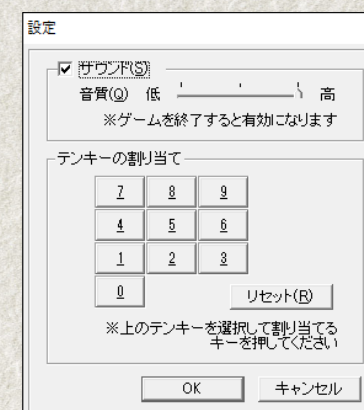 設定
サウンド(S)
音質(Q) 低 高
※ゲームを終了すると有効になります
テンキーの割り当て
7 8 9
4 5 6
1 2 3
0
リセット(R)
※上のテンキーを選択して割り当てる
キーを押してください
OK キャンセル